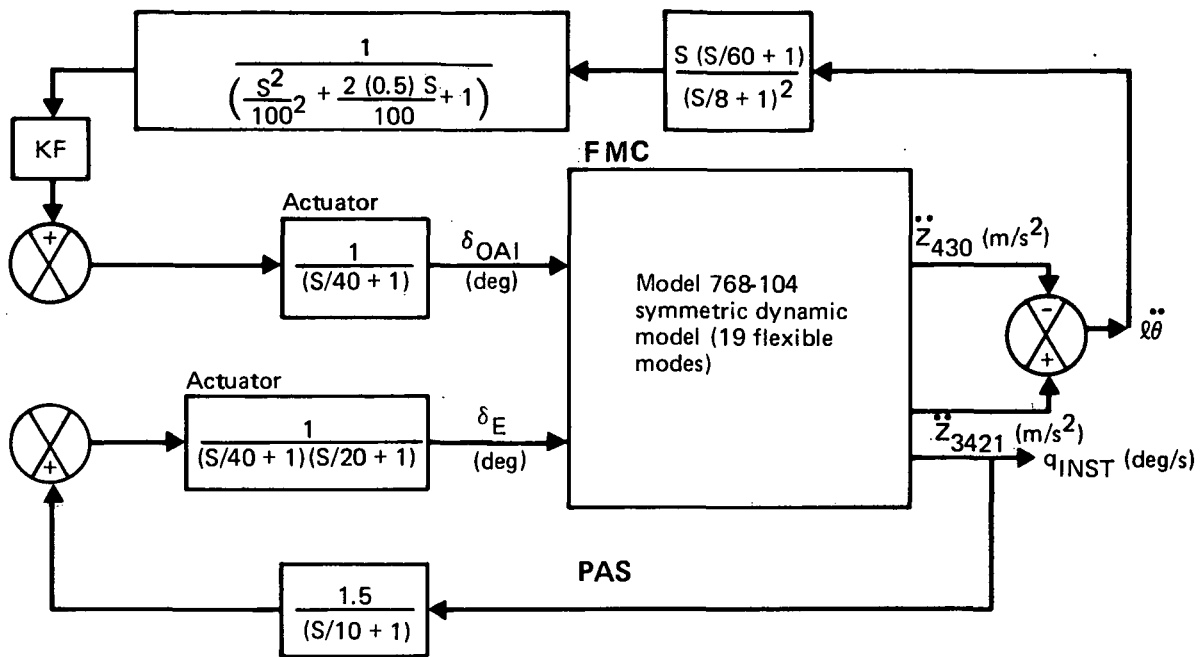 1
(S²/100² + 2 (0.5) S/100 + 1)
S (S/60 + 1)
(S/8 + 1)²
KF
FMC
+
Actuator
1
(S/40 + 1)
δOAI
(deg)
Model 768-104
symmetric dynamic
model (19 flexible
modes)
Z̈430 (m/s²)
−
+
ℓθ̈
Z̈3421 (m/s²)
qINST (deg/s)
Actuator
+
1
(S/40 + 1)(S/20 + 1)
δE
(deg)
PAS
1.5
(S/10 + 1)